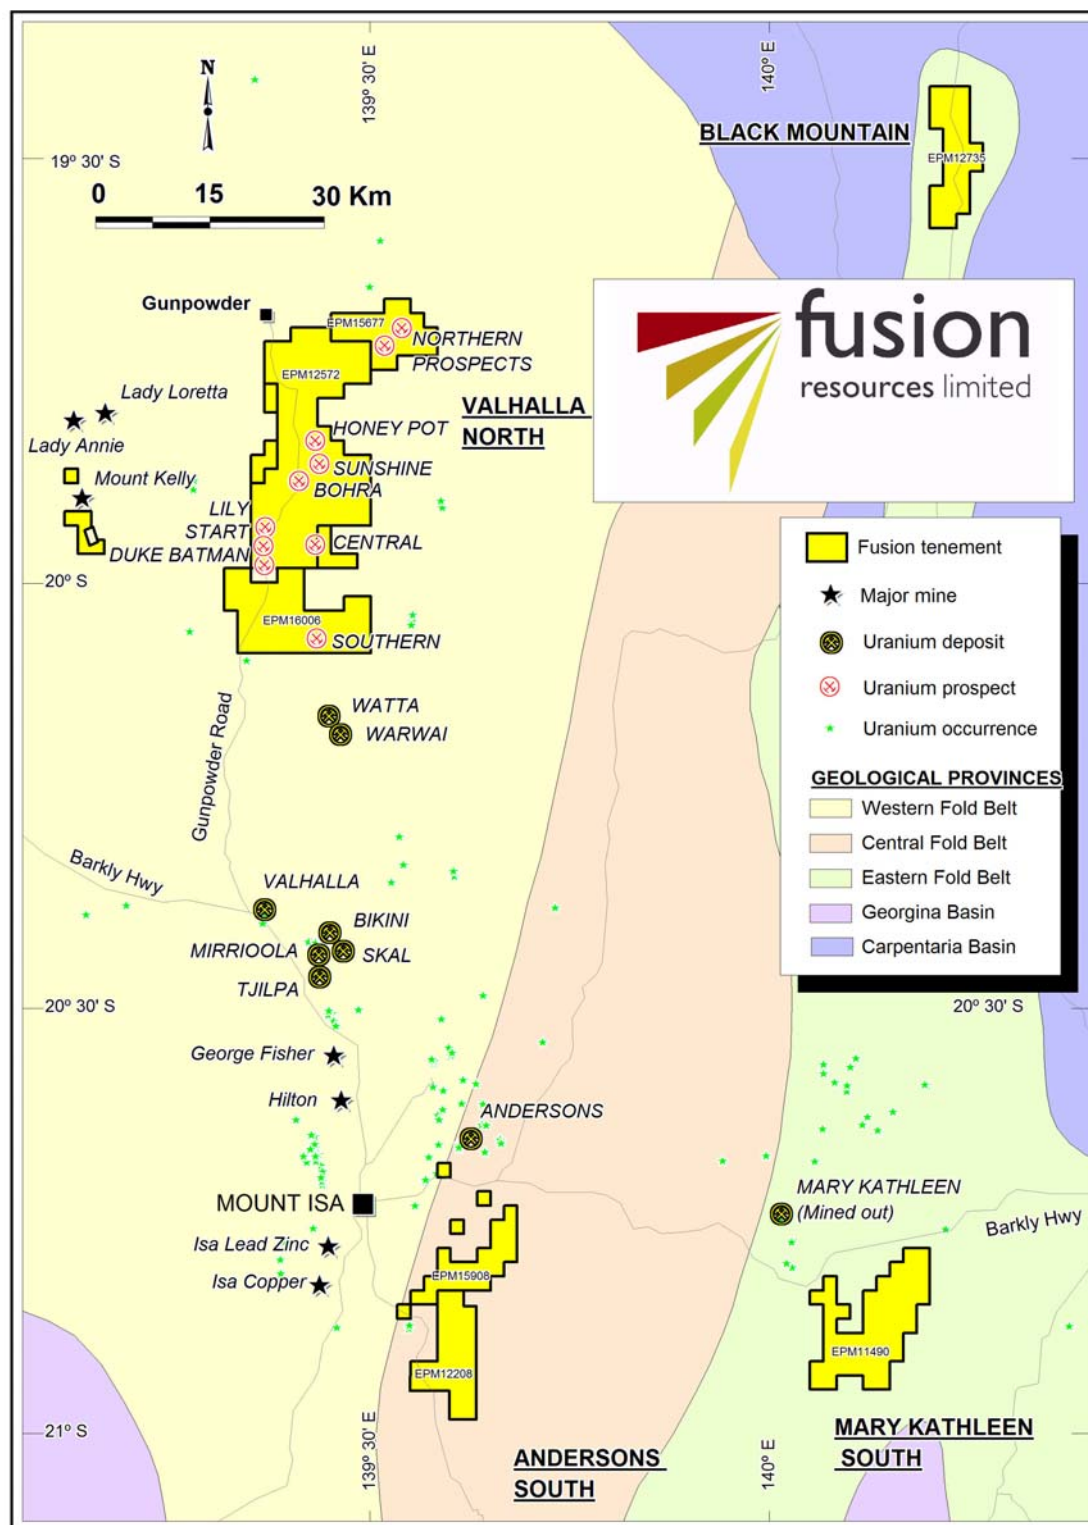 139° 30' E
140° E
N
BLACK MOUNTAIN
EPM12735
19° 30' S
0 15 30 Km
fusion
resources limited
Gunpowder
EPM15677
NORTHERN
PROSPECTS
EPM12572
Lady Loretta
VALHALLA
NORTH
Lady Annie
HONEY POT
SUNSHINE
Mount Kelly
BOHRA
LILY
START
CENTRAL
DUKE BATMAN
20° S
EPM16006
SOUTHERN
Fusion tenement
Major mine
Uranium deposit
Uranium prospect
Uranium occurrence
GEOLOGICAL PROVINCES
Western Fold Belt
Central Fold Belt
Eastern Fold Belt
Georgina Basin
Carpentaria Basin
WATTA
WARWAI
Gunpowder Road
Barkly Hwy
VALHALLA
BIKINI
MIRRIOOLA
SKAL
TJILPA
20° 30' S
20° 30' S
George Fisher
Hilton
ANDERSONS
MOUNT ISA
MARY KATHLEEN
(Mined out)
Barkly Hwy
Isa Lead Zinc
Isa Copper
EPM15908
EPM12208
EPM11490
21° S
139° 30' E
140° E
ANDERSONS
SOUTH
MARY KATHLEEN
SOUTH